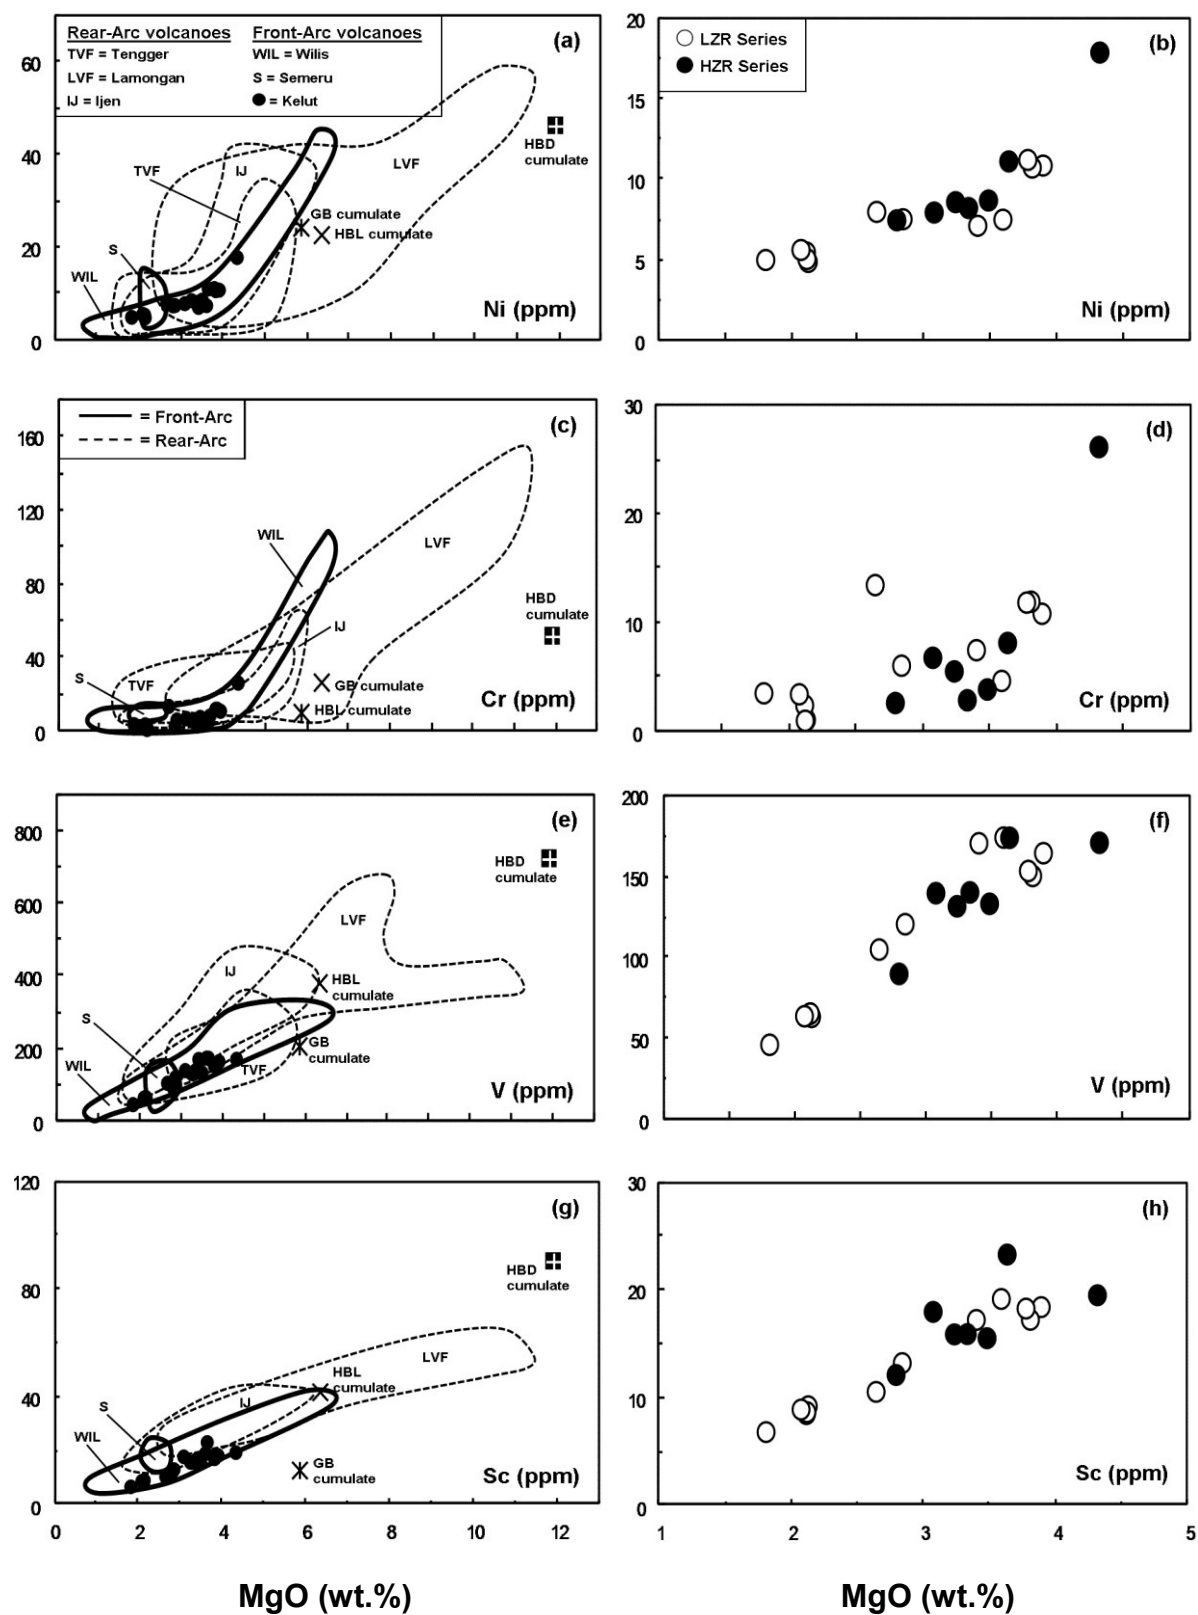 Rear-Arc volcanoes Front-Arc volcanoes
TVF = Tengger WIL = Wilis
LVF = Lamongan S = Semeru
IJ = Ijen = Kelut
(a)
60
40
20
0
TVF
IJ
LVF
HBD
cumulate
S
WIL
GB cumulate
HBL cumulate
Ni (ppm)
20
15
10
5
0
LZR Series
HZR Series
(b)
Ni (ppm)
= Front-Arc
= Rear-Arc
(c)
160
120
80
40
0
WIL
LVF
HBD
cumulate
IJ
S
TVF
GB cumulate
HBL cumulate
Cr (ppm)
30
20
10
0
(d)
Cr (ppm)
800
600
400
200
0
(e)
HBD
cumulate
LVF
IJ
HBL
cumulate
S
WIL
GB
cumulate
TVF
V (ppm)
200
150
100
50
0
(f)
V (ppm)
120
80
40
0
(g)
HBD
cumulate
LVF
HBL
cumulate
IJ
S
WIL
GB
cumulate
Sc (ppm)
0 2 4 6 8 10 12
MgO (wt.%)
30
20
10
0
(h)
Sc (ppm)
1 2 3 4 5
MgO (wt.%)